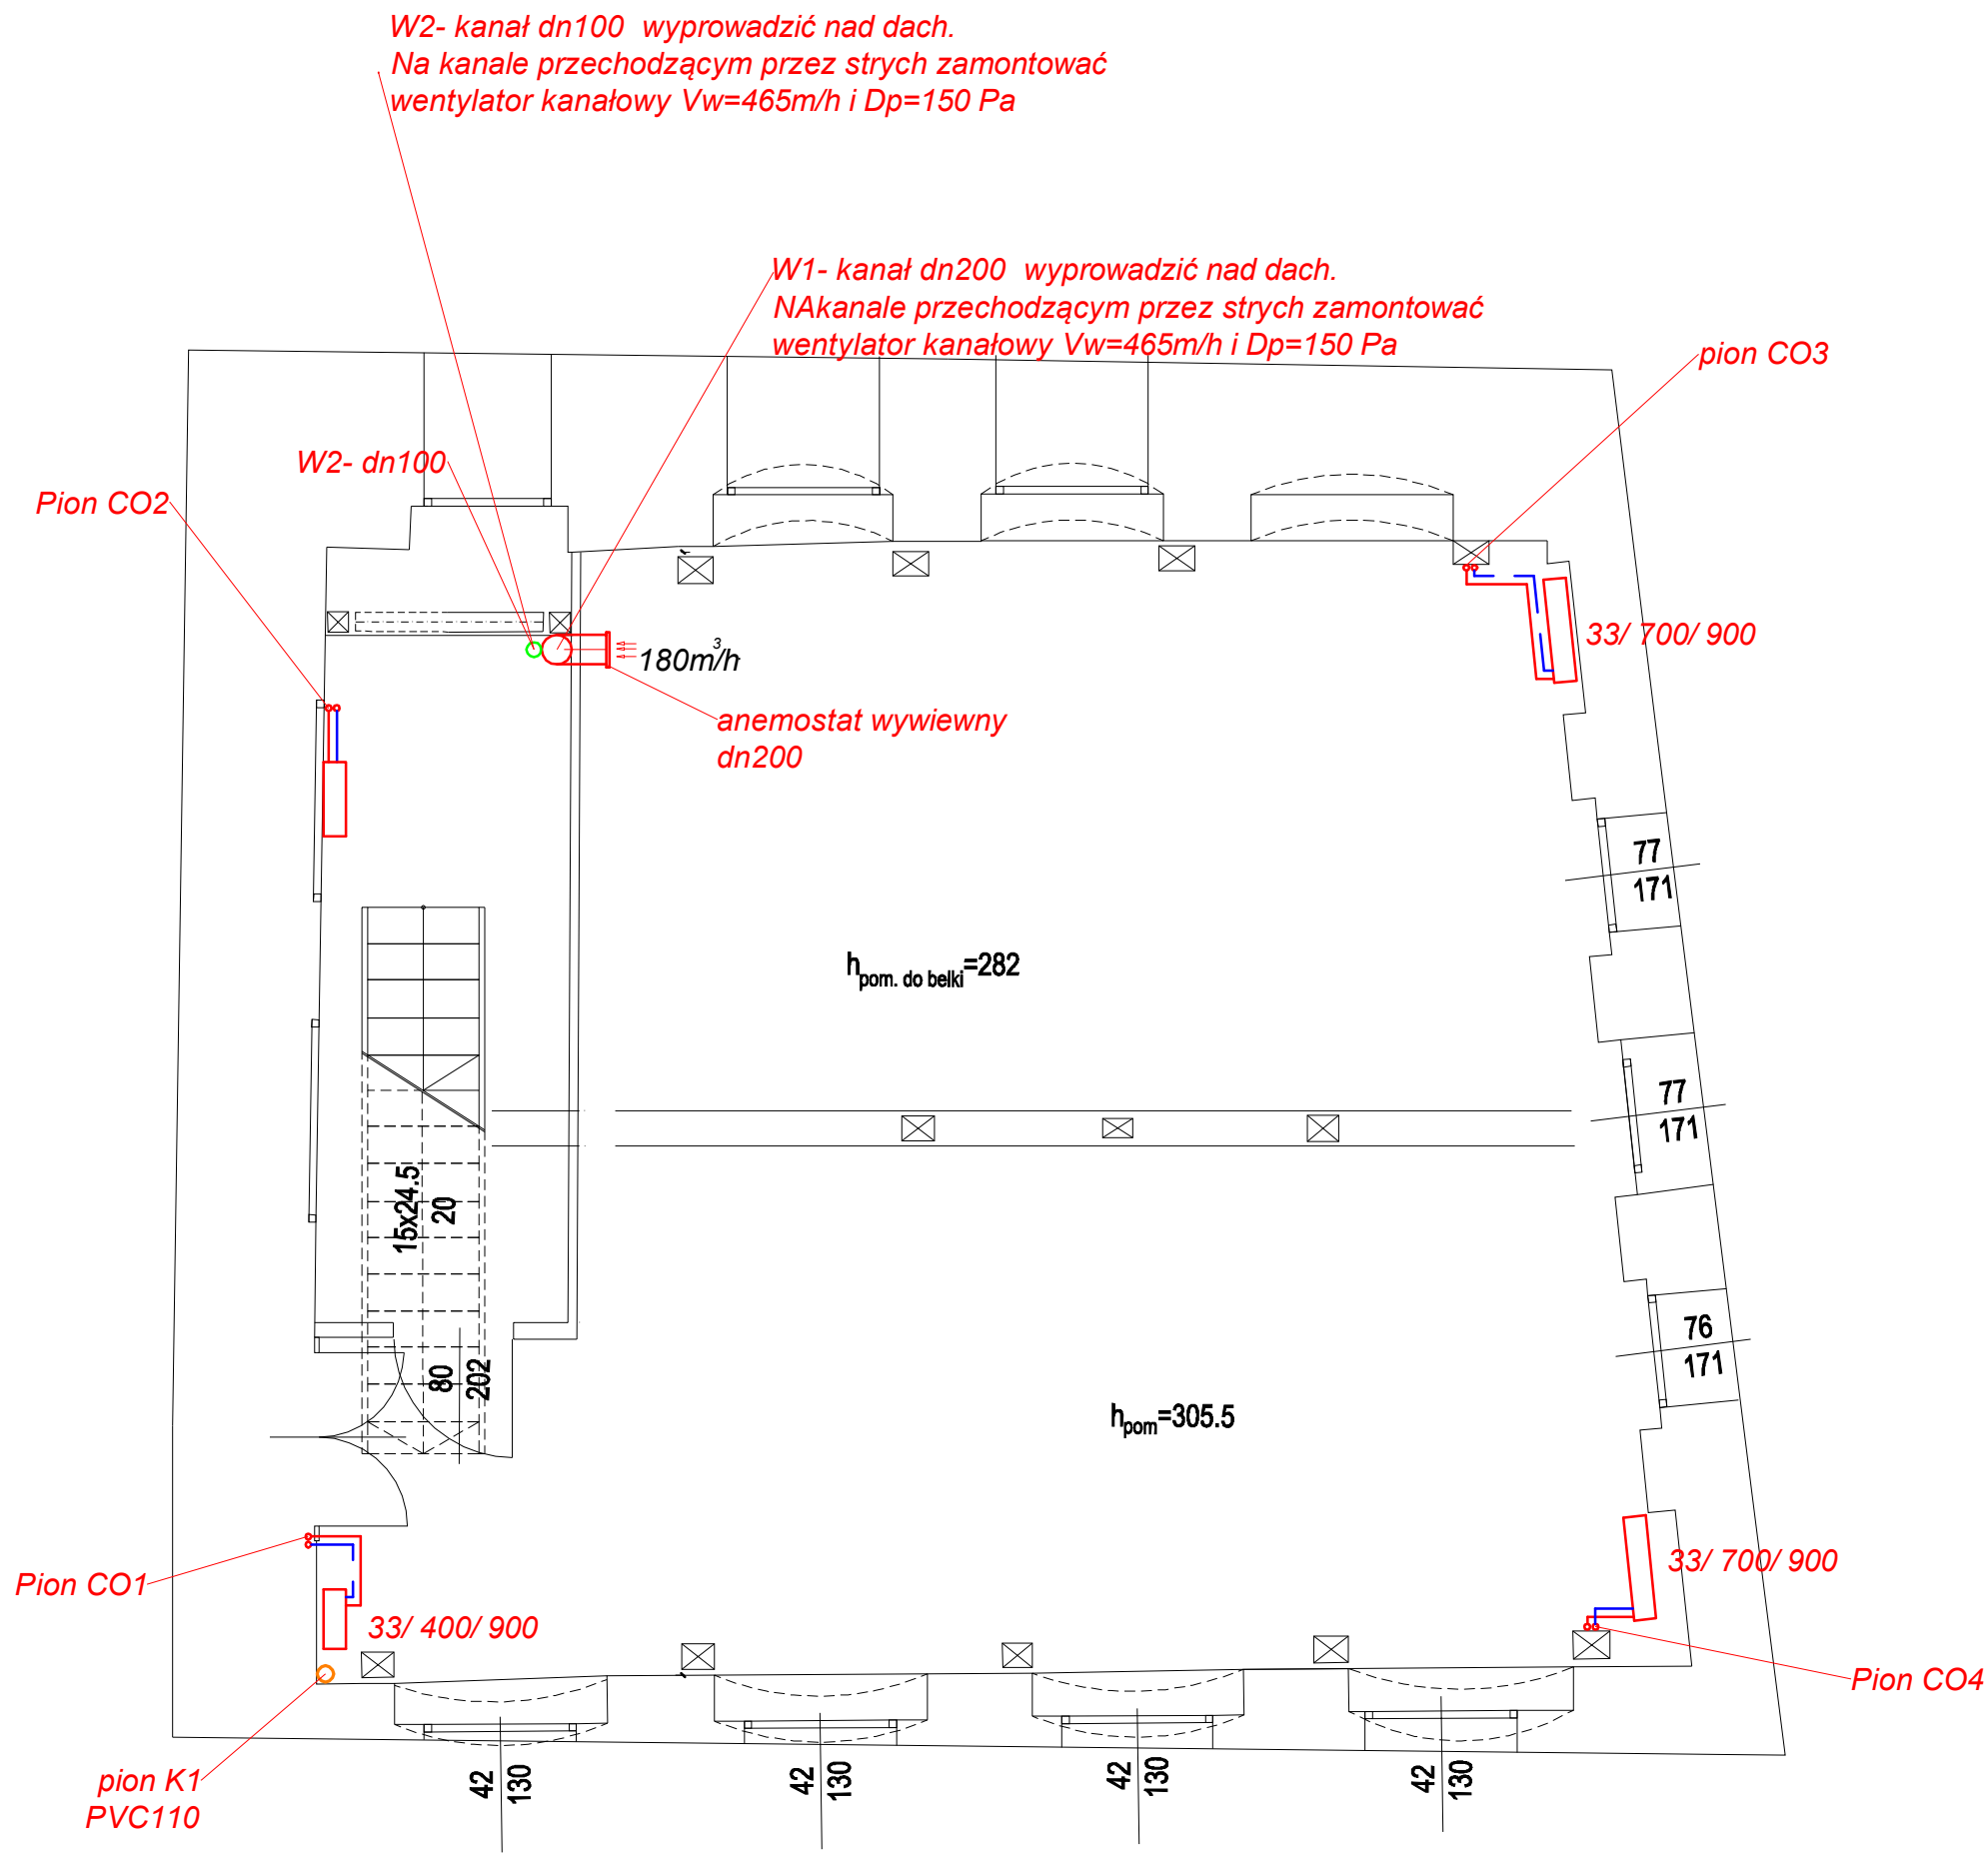 W2- kanał dn100  wyprowadzić nad dach.
Na kanale przechodzącym przez strych zamontować
wentylator kanałowy Vw=465m/h i Dp=150 Pa
W1- kanał dn200  wyprowadzić nad dach.
NAkanale przechodzącym przez strych zamontować
wentylator kanałowy Vw=465m/h i Dp=150 Pa
pion CO3
W2- dn100
Pion CO2
33/ 700/ 900
180m³/h
anemostat wywiewny
dn200
77
171
h pom. do belki=282
77
171
15x24.5
20
76
171
80
202
h pom=305.5
33/ 700/ 900
Pion CO1
33/ 400/ 900
Pion CO4
pion K1
PVC110
42
130
42
130
42
130
42
130